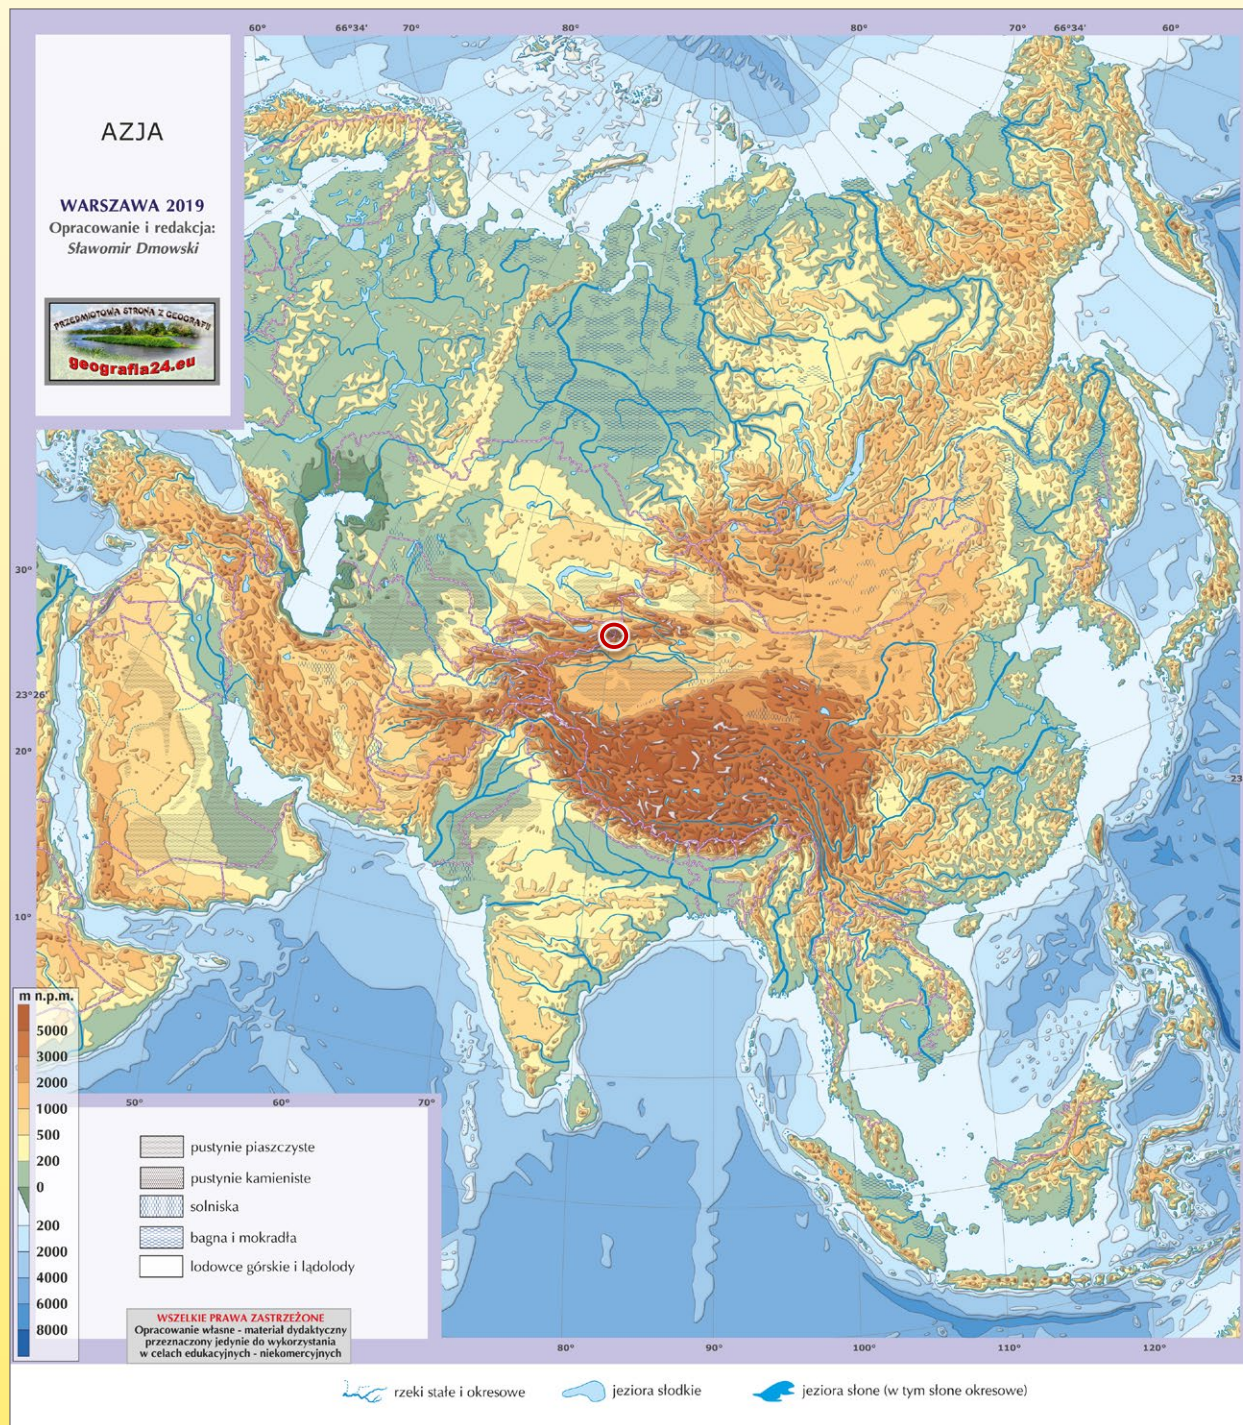 60° 66°34' 70° 80° 80° 70° 66°34' 60°
AZJA
WARSZAWA 2019
Opracowanie i redakcja:
Sławomir Dmowski
PRZEDMIOTOWA STRONA Z GEOGRAFII
geografia24.eu
30°
23°26'
20°
10°
23
m n.p.m.
5000
3000
2000
1000
500
200
0
200
2000
4000
6000
8000
50° 60° 70°
pustynie piaszczyste
pustynie kamieniste
solniska
bagna i mokradła
lodowce górskie i lądolody
WSZELKIE PRAWA ZASTRZEŻONE
Opracowanie własne - materiał dydaktyczny
przeznaczony jedynie do wykorzystania
w celach edukacyjnych - niekomercyjnych
80° 90° 100° 110° 120°
rzeki stałe i okresowe jeziora słodkie jeziora słone (w tym słone okresowe)